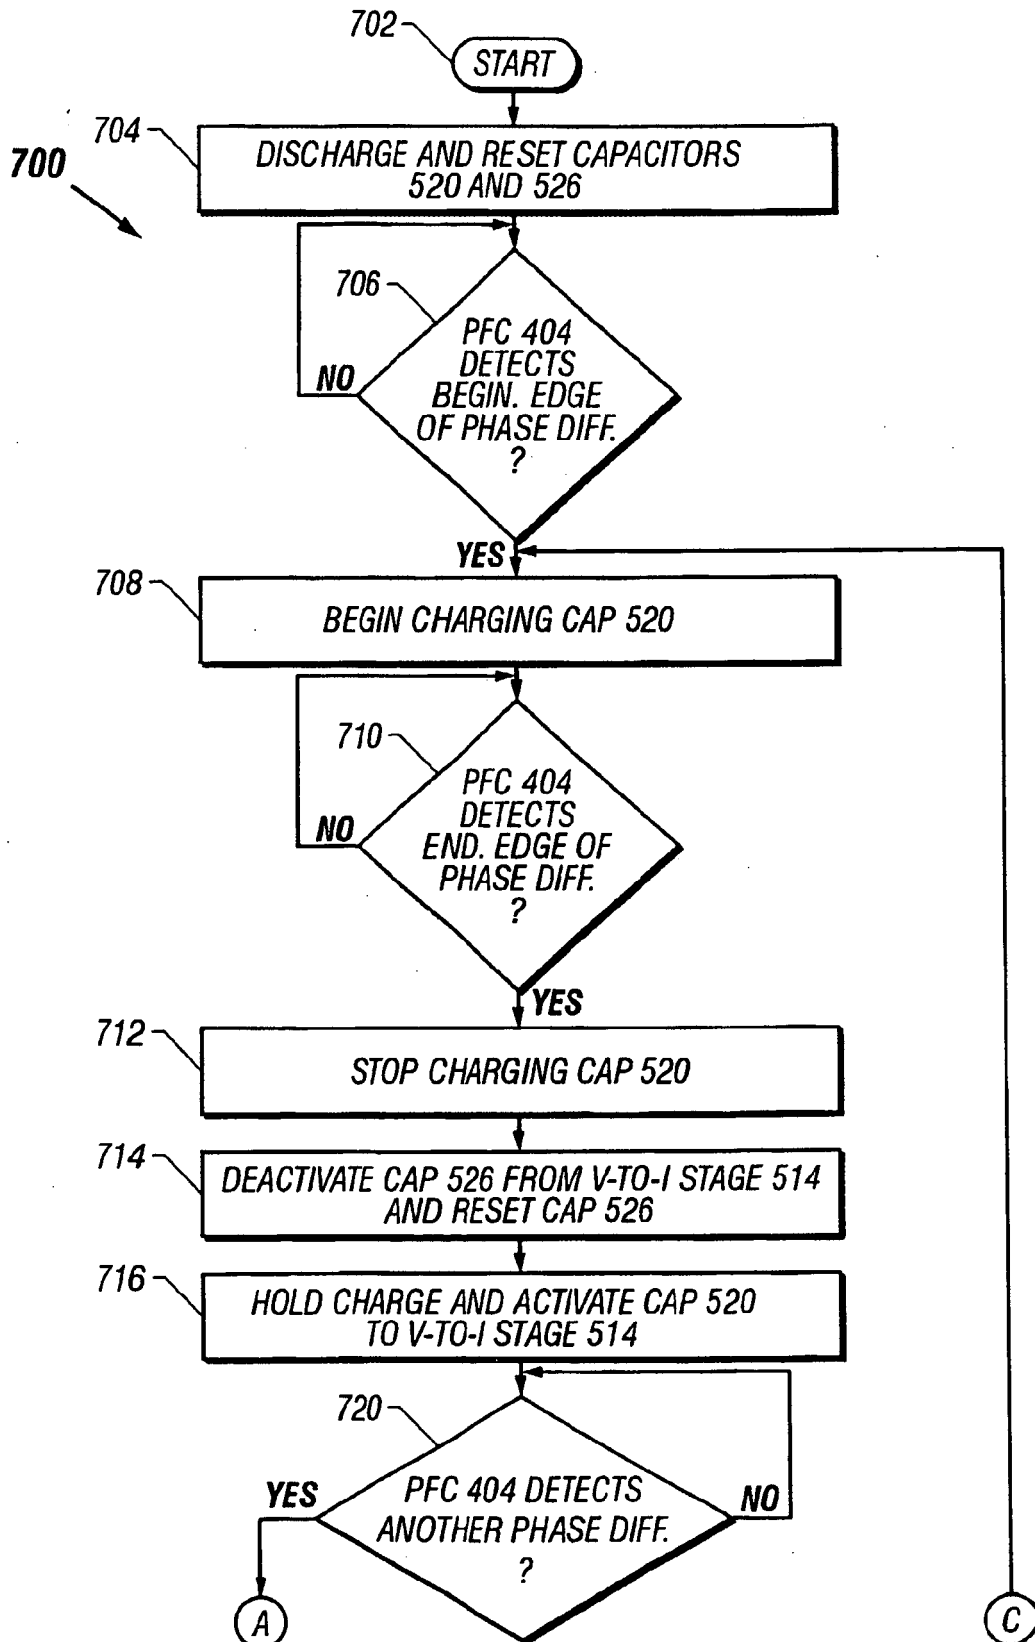 702
START
704
700
DISCHARGE AND RESET CAPACITORS
520 AND 526
706
PFC 404
DETECTS
BEGIN. EDGE
OF PHASE DIFF.
?
NO
YES
708
BEGIN CHARGING CAP 520
710
PFC 404
DETECTS
END. EDGE OF
PHASE DIFF.
?
NO
YES
712
STOP CHARGING CAP 520
714
DEACTIVATE CAP 526 FROM V-TO-I STAGE 514
AND RESET CAP 526
716
HOLD CHARGE AND ACTIVATE CAP 520
TO V-TO-I STAGE 514
720
YES
PFC 404 DETECTS
ANOTHER PHASE DIFF.
?
NO
A
C